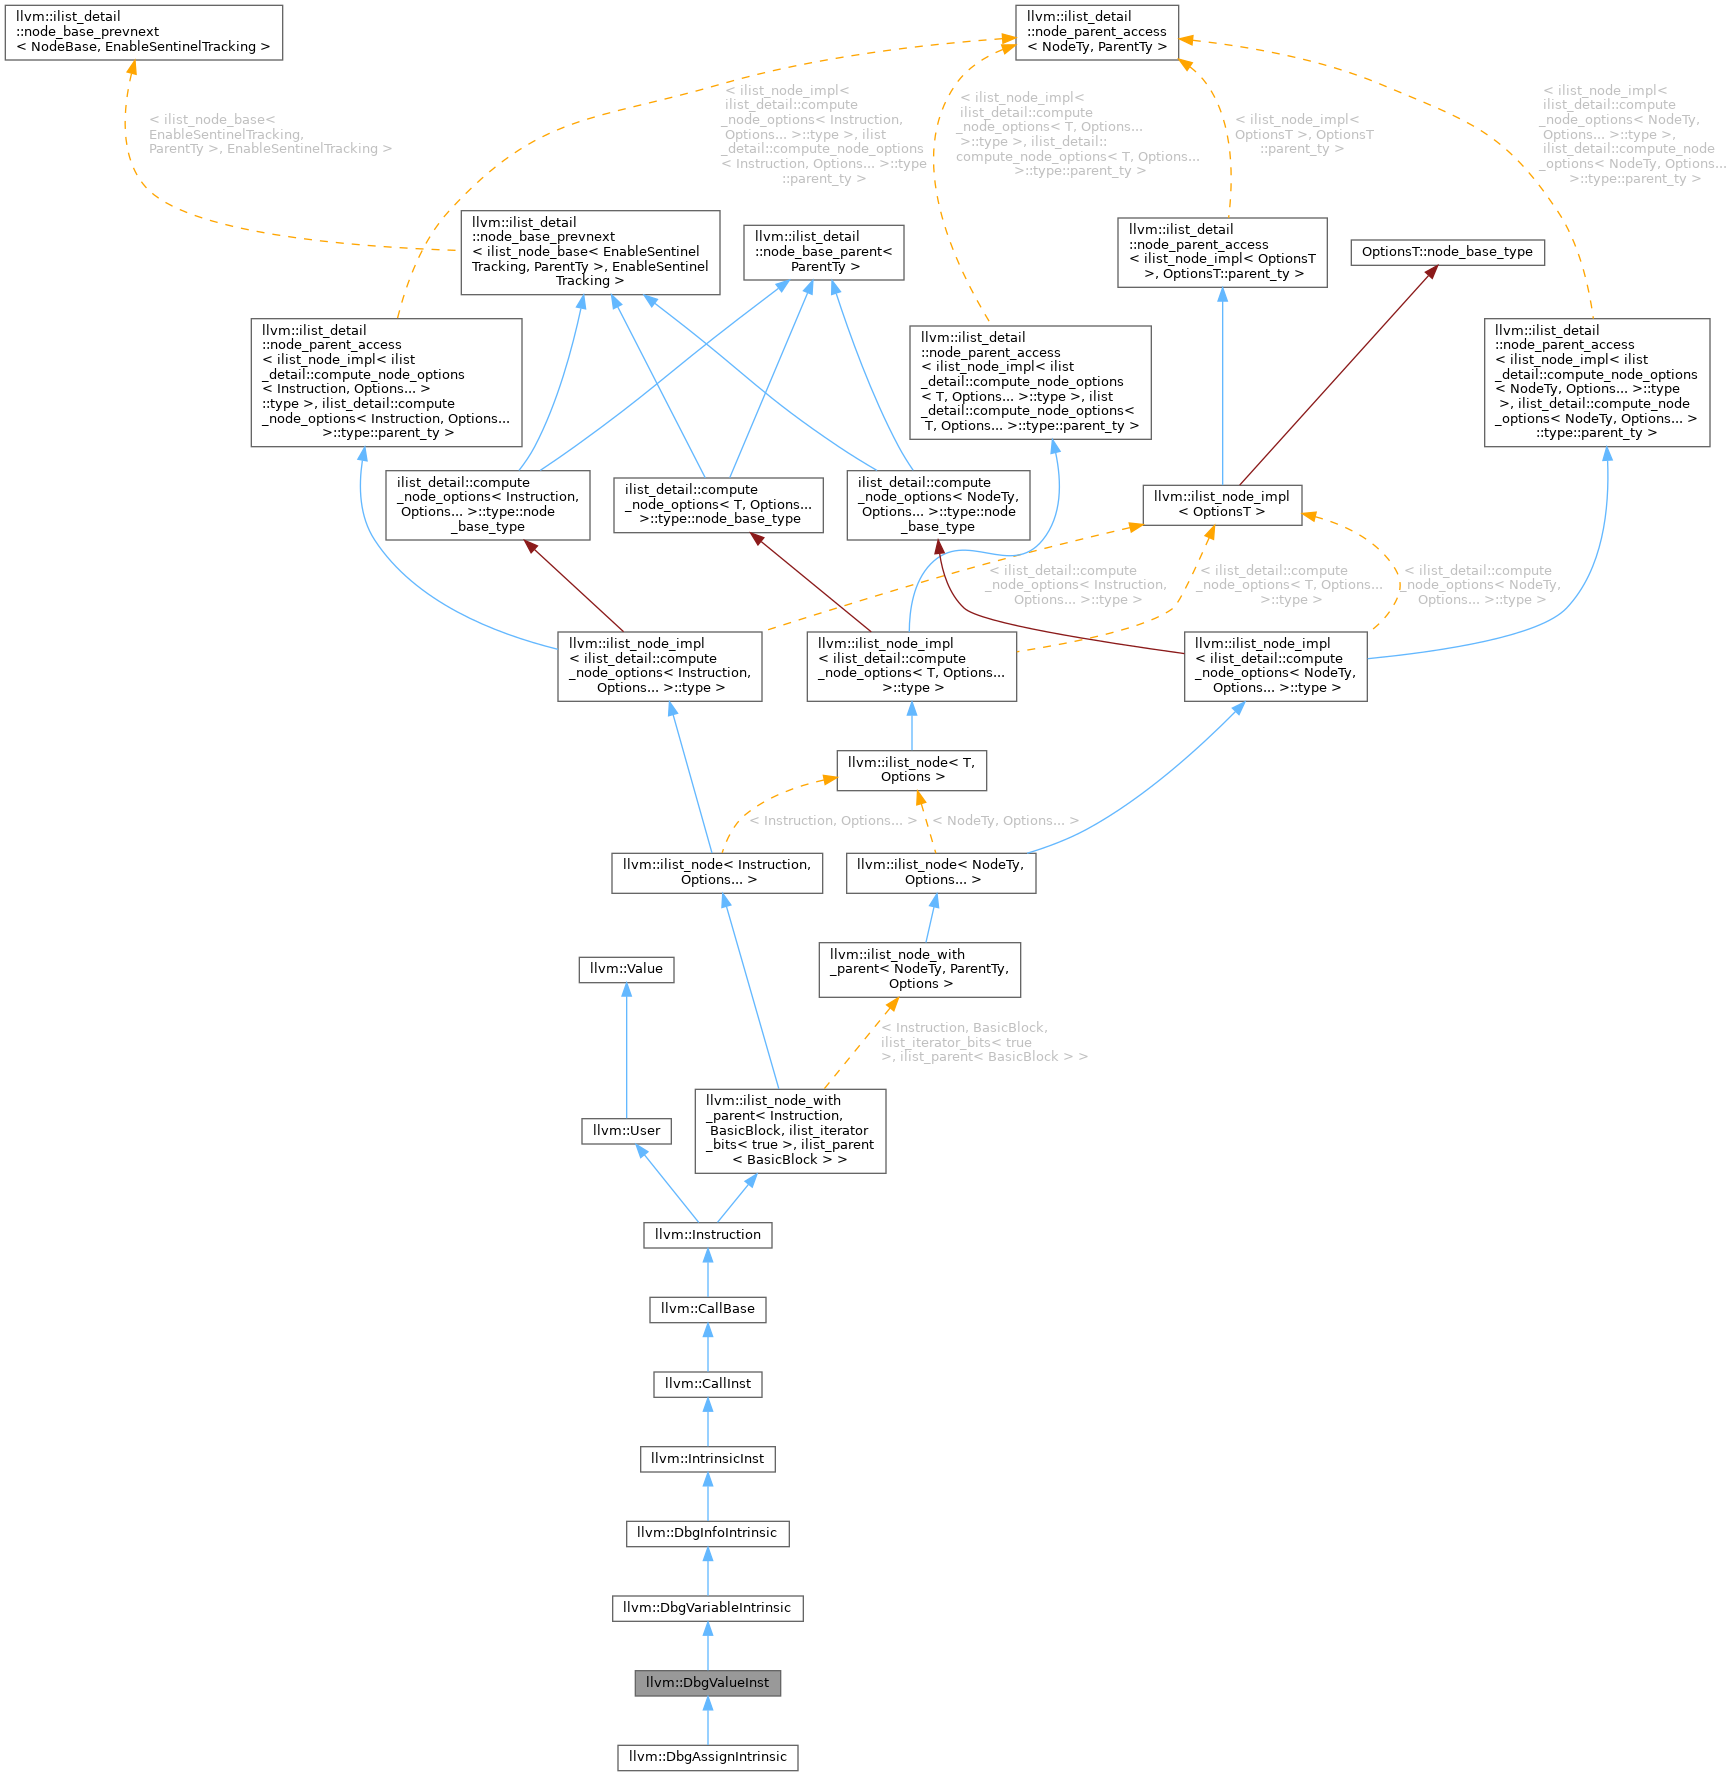 llvm::ilist_detail
::node_base_prevnext
< NodeBase, EnableSentinelTracking >
llvm::ilist_detail
::node_parent_access
< NodeTy, ParentTy >
< ilist_node_base<
EnableSentinelTracking,
ParentTy >, EnableSentinelTracking >
< ilist_node_impl<
ilist_detail::compute
_node_options< Instruction,
Options... >::type >, ilist
_detail::compute_node_options
< Instruction, Options... >::type
::parent_ty >
< ilist_node_impl<
ilist_detail::compute
_node_options< T, Options...
>::type >, ilist_detail::
compute_node_options< T, Options...
>::type::parent_ty >
< ilist_node_impl<
OptionsT >, OptionsT
::parent_ty >
< ilist_node_impl<
ilist_detail::compute
_node_options< NodeTy,
Options... >::type >,
ilist_detail::compute_node
_options< NodeTy, Options...
>::type::parent_ty >
llvm::ilist_detail
::node_base_prevnext
< ilist_node_base< EnableSentinel
Tracking, ParentTy >, EnableSentinel
Tracking >
llvm::ilist_detail
::node_base_parent<
ParentTy >
llvm::ilist_detail
::node_parent_access
< ilist_node_impl< OptionsT
>, OptionsT::parent_ty >
OptionsT::node_base_type
llvm::ilist_detail
::node_parent_access
< ilist_node_impl< ilist
_detail::compute_node_options
< Instruction, Options... >
::type >, ilist_detail::compute
_node_options< Instruction, Options...
>::type::parent_ty >
llvm::ilist_detail
::node_parent_access
< ilist_node_impl< ilist
_detail::compute_node_options
< T, Options... >::type >, ilist
_detail::compute_node_options<
T, Options... >::type::parent_ty >
llvm::ilist_detail
::node_parent_access
< ilist_node_impl< ilist
_detail::compute_node_options
< NodeTy, Options... >::type
>, ilist_detail::compute_node
_options< NodeTy, Options... >
::type::parent_ty >
ilist_detail::compute
_node_options< Instruction,
Options... >::type::node
_base_type
ilist_detail::compute
_node_options< T, Options...
>::type::node_base_type
ilist_detail::compute
_node_options< NodeTy,
Options... >::type::node
_base_type
llvm::ilist_node_impl
< OptionsT >
< ilist_detail::compute
_node_options< Instruction,
Options... >::type >
< ilist_detail::compute
_node_options< T, Options...
>::type >
< ilist_detail::compute
_node_options< NodeTy,
Options... >::type >
llvm::ilist_node_impl
< ilist_detail::compute
_node_options< Instruction,
Options... >::type >
llvm::ilist_node_impl
< ilist_detail::compute
_node_options< T, Options...
>::type >
llvm::ilist_node_impl
< ilist_detail::compute
_node_options< NodeTy,
Options... >::type >
llvm::ilist_node< T,
Options >
< Instruction, Options... >
< NodeTy, Options... >
llvm::ilist_node< Instruction,
Options... >
llvm::ilist_node< NodeTy,
Options... >
llvm::Value
llvm::ilist_node_with
_parent< NodeTy, ParentTy,
Options >
< Instruction, BasicBlock,
ilist_iterator_bits< true
>, ilist_parent< BasicBlock > >
llvm::User
llvm::ilist_node_with
_parent< Instruction,
BasicBlock, ilist_iterator
_bits< true >, ilist_parent
< BasicBlock > >
llvm::Instruction
llvm::CallBase
llvm::CallInst
llvm::IntrinsicInst
llvm::DbgInfoIntrinsic
llvm::DbgVariableIntrinsic
llvm::DbgValueInst
llvm::DbgAssignIntrinsic